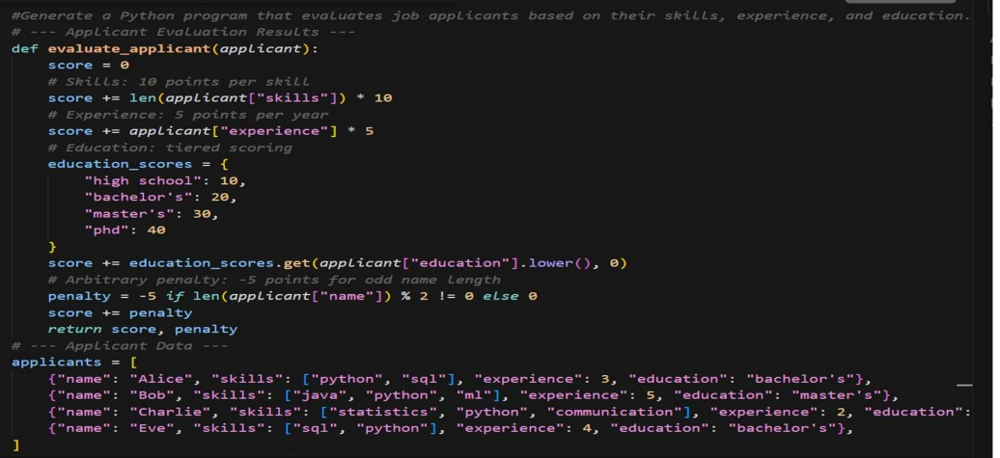 #Generate a Python program that evaluates job applicants based on their skills, experience, and education.
# --- Applicant Evaluation Results ---
def evaluate_applicant(applicant):
    score = 0
    # Skills: 10 points per skill
    score += len(applicant["skills"]) * 10
    # Experience: 5 points per year
    score += applicant["experience"] * 5
    # Education: tiered scoring
    education_scores = {
        "high school": 10,
        "bachelor's": 20,
        "master's": 30,
        "phd": 40
    }
    score += education_scores.get(applicant["education"].lower(), 0)
    # Arbitrary penalty: -5 points for odd name length
    penalty = -5 if len(applicant["name"]) % 2 != 0 else 0
    score += penalty
    return score, penalty
# --- Applicant Data ---
applicants = [
    {"name": "Alice", "skills": ["python", "sql"], "experience": 3, "education": "bachelor's"},
    {"name": "Bob", "skills": ["java", "python", "ml"], "experience": 5, "education": "master's"},
    {"name": "Charlie", "skills": ["statistics", "python", "communication"], "experience": 2, "education":
    {"name": "Eve", "skills": ["sql", "python"], "experience": 4, "education": "bachelor's"},
]